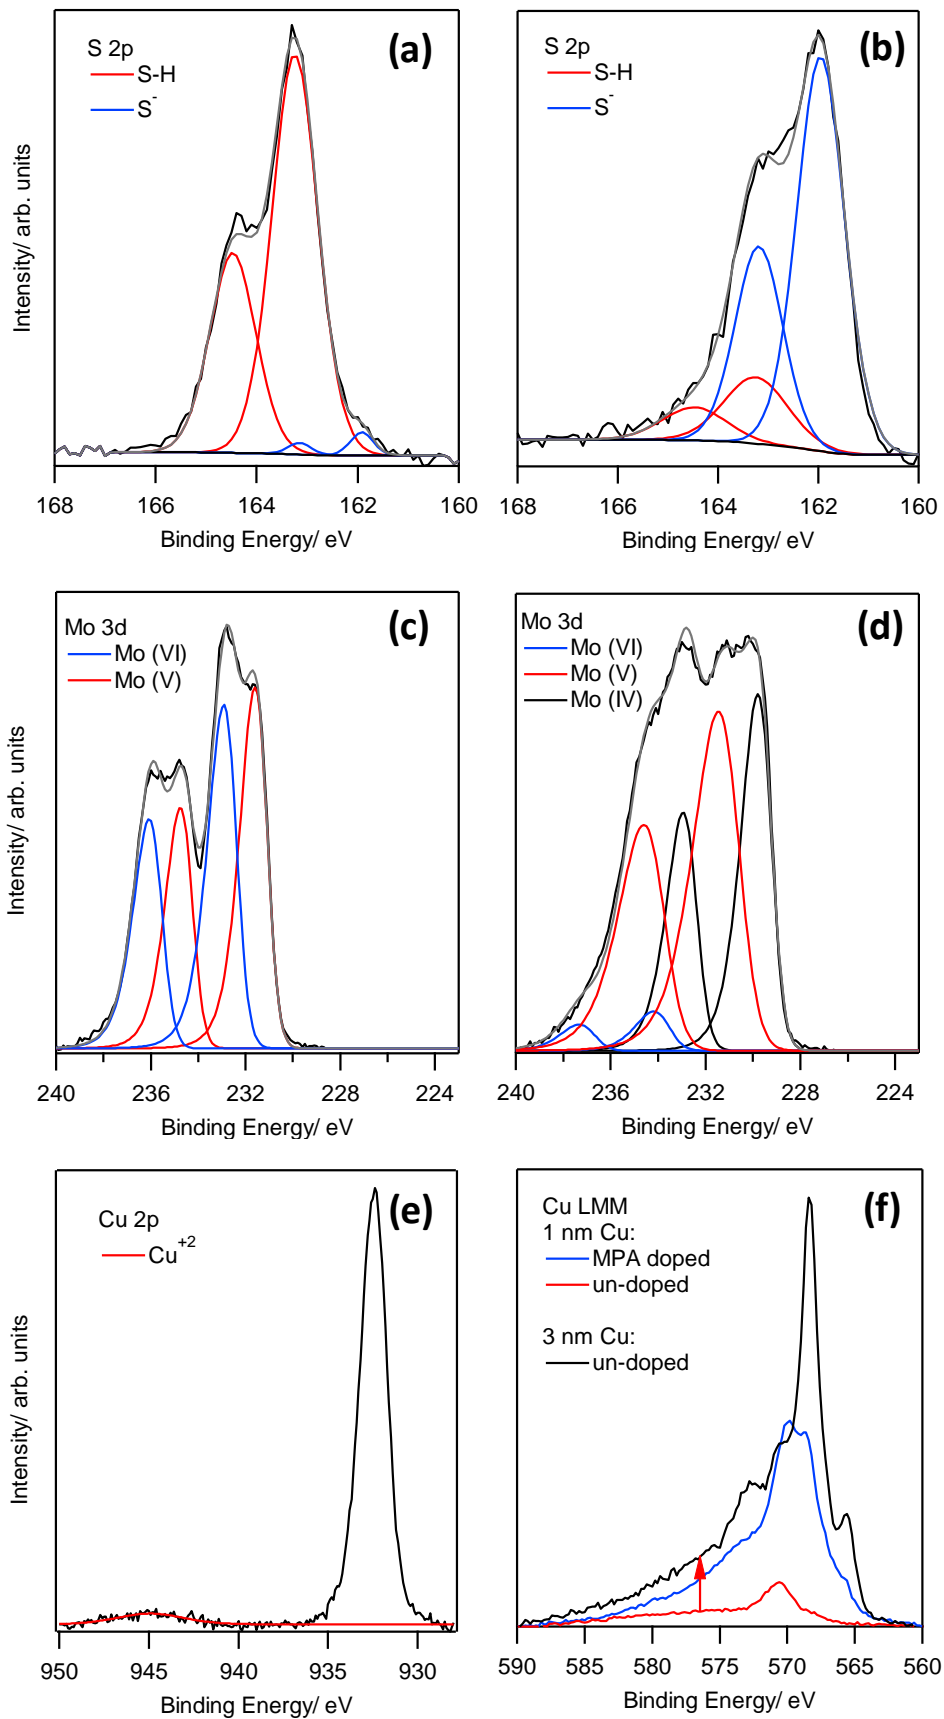 (a)
S 2p
S-H
S-
Intensity/ arb. units
168 166 164 162 160
Binding Energy/ eV
(b)
S 2p
S-H
S-
168 166 164 162 160
Binding Energy/ eV
(c)
Mo 3d
Mo (VI)
Mo (V)
Intensity/ arb. units
240 236 232 228 224
Binding Energy/ eV
(d)
Mo 3d
Mo (VI)
Mo (V)
Mo (IV)
240 236 232 228 224
Binding Energy/ eV
(e)
Cu 2p
Cu+2
Intensity/ arb. units
950 945 940 935 930
Binding Energy/ eV
(f)
Cu LMM
1 nm Cu:
MPA doped
un-doped
3 nm Cu:
un-doped
590 585 580 575 570 565 560
Binding Energy/ eV